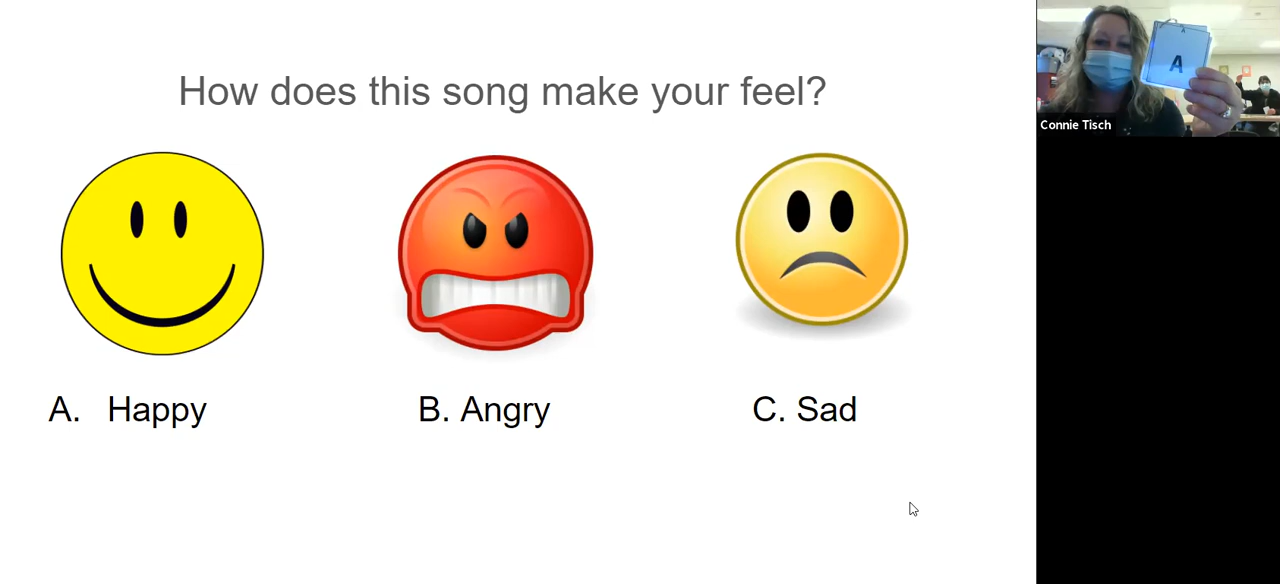 How does this song make your feel?
A. Happy
B. Angry
C. Sad
A
A
Connie Tisch